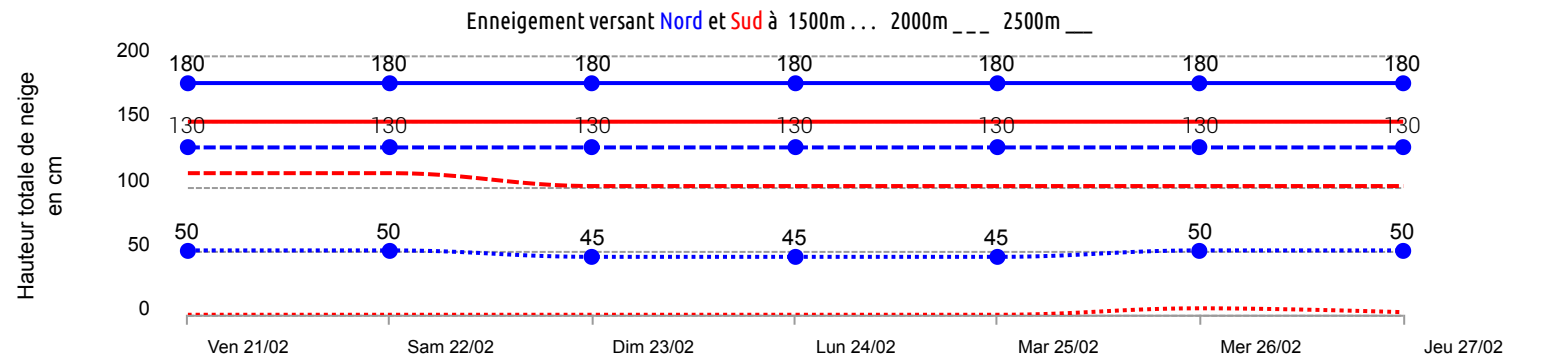 Enneigement versant Nord et Sud à 1500m . . . 2000m _ _ _ 2500m __
Hauteur totale de neige
en cm
200
180 180 180 180 180 180 180
150
130 130 130 130 130 130 130
100
50
50 50 45 45 45 50 50
0
Ven 21/02 Sam 22/02 Dim 23/02 Lun 24/02 Mar 25/02 Mer 26/02 Jeu 27/02